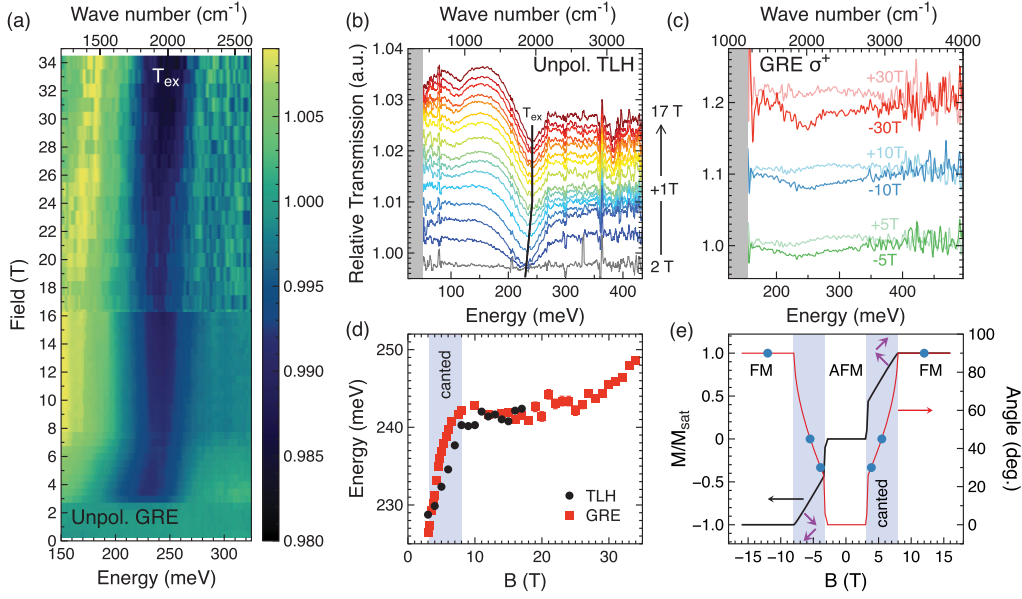 (a)
Wave number (cm⁻¹)
1500 2000 2500
34
32
30
28
26
24
22
20
18
16
14
12
10
8
6
4
2
0
Field (T)
T_ex
Unpol. GRE
150 200 250 300
Energy (meV)
1.005
1.000
0.995
0.990
0.985
0.980
(b)
Wave number (cm⁻¹)
1000 2000 3000
Unpol. TLH
1.04
1.03
1.02
1.01
1.00
Relative Transmission (a.u.)
T_ex
17 T
+1T
2 T
100 200 300 400
Energy (meV)
(c)
Wave number (cm⁻¹)
1000 2000 3000 4000
GRE σ⁺
1.2
1.1
1.0
+30T
-30T
+10T
-10T
+5T
-5T
100 200 300 400
Energy (meV)
(d)
250
240
230
Energy (meV)
canted
TLH
GRE
0 10 20 30
B (T)
(e)
1.0
0.5
0
−0.5
−1.0
M/M_sat
FM
AFM
FM
canted
100
80
60
40
20
0
Angle (deg.)
−15 −10 −5 0 5 10 15
B (T)